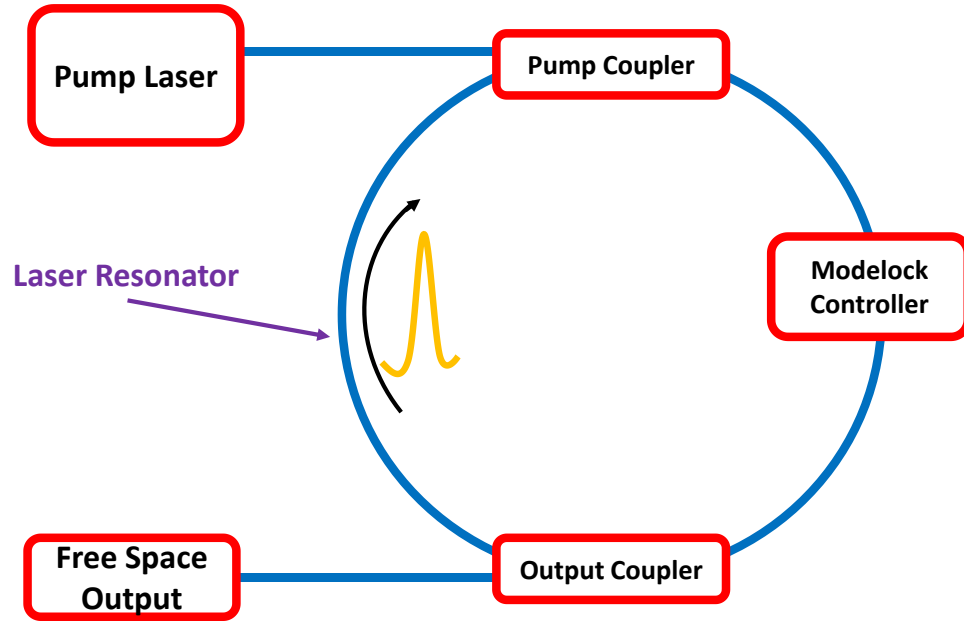 Pump Laser
Pump Coupler
Laser Resonator
Modelock
Controller
Free Space
Output
Output Coupler